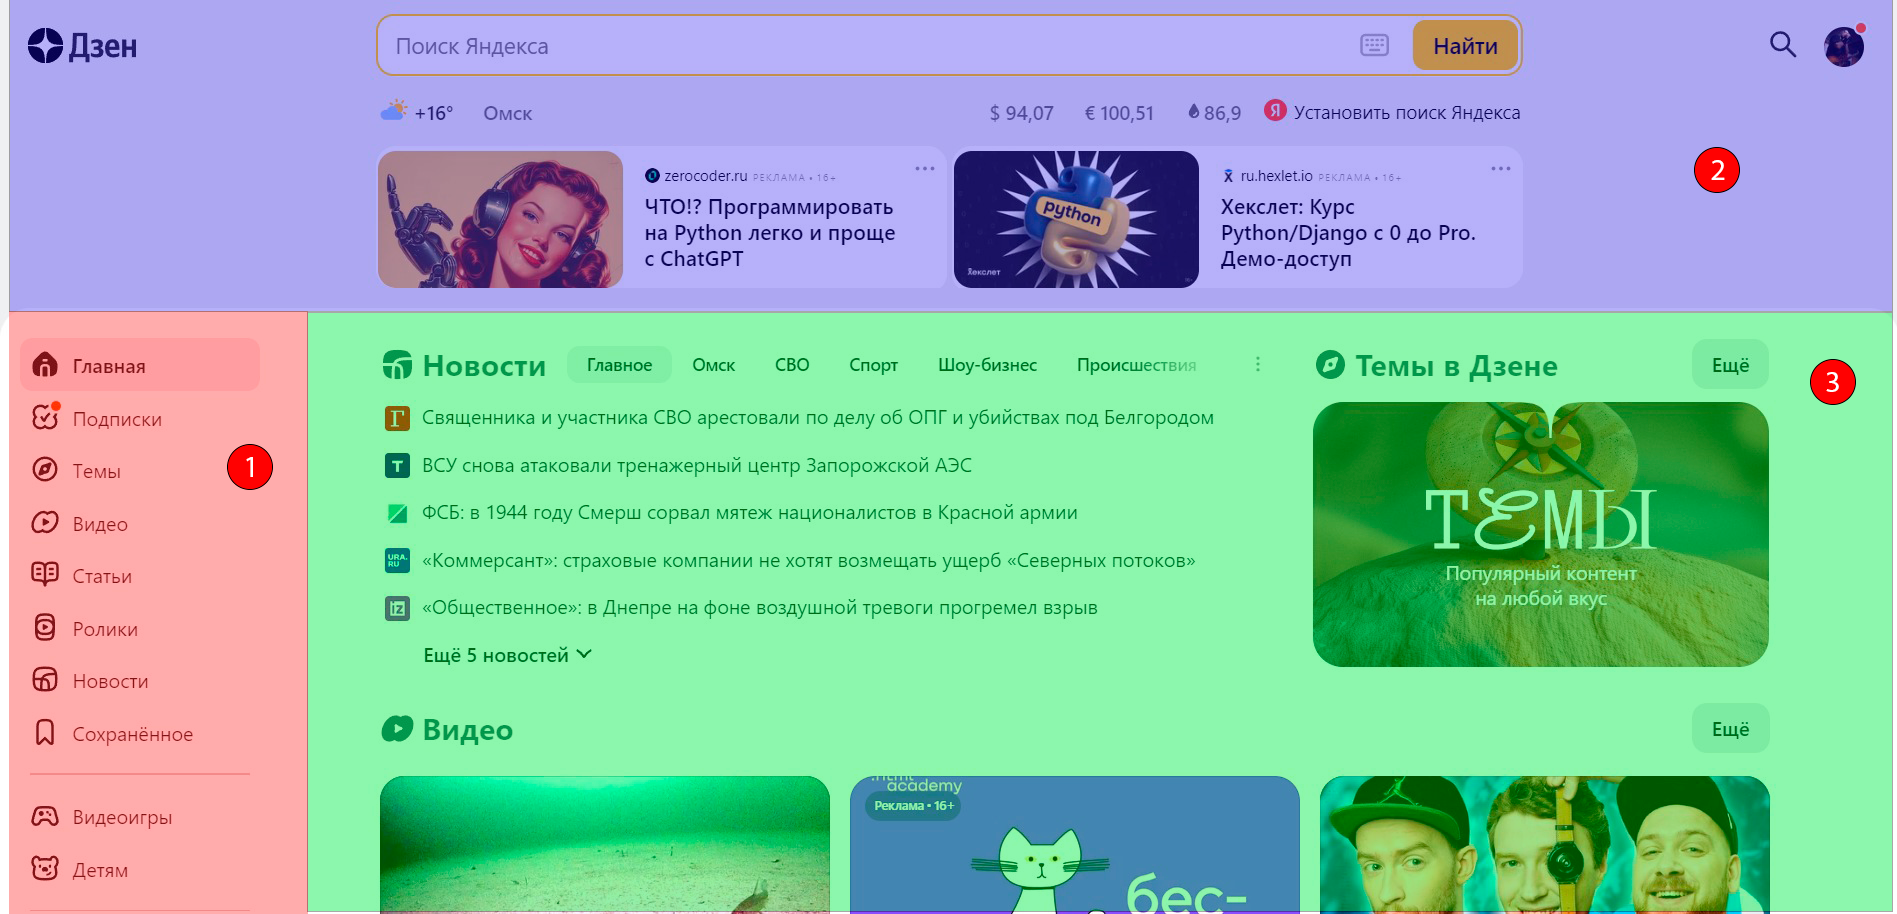 Дзен
Поиск Яндекса
Найти
+16° Омск
$ 94,07 € 100,51 86,9 Я Установить поиск Яндекса
zerocoder.ru РЕКЛАМА • 16+
ЧТО!? Программировать
на Python легко и проще
с ChatGPT
python
Хекслет
ru.hexlet.io РЕКЛАМА • 16+
Хекслет: Курс
Python/Django с 0 до Pro.
Демо-доступ
2
Главная
Подписки
Темы
1
Видео
Статьи
Ролики
Новости
Сохранённое
Видеоигры
Детям
Новости Главное Омск СВО Спорт Шоу-бизнес Происшествия
Г Священника и участника СВО арестовали по делу об ОПГ и убийствах под Белгородом
Т ВСУ снова атаковали тренажерный центр Запорожской АЭС
ФСБ: в 1944 году Смерш сорвал мятеж националистов в Красной армии
URA.RU «Коммерсант»: страховые компании не хотят возмещать ущерб «Северных потоков»
iz «Общественное»: в Днепре на фоне воздушной тревоги прогремел взрыв
Ещё 5 новостей
Темы в Дзене Ещё
3
ТЕМЫ
Популярный контент
на любой вкус
Видео Ещё
.html
academy
Реклама • 16+
бес-